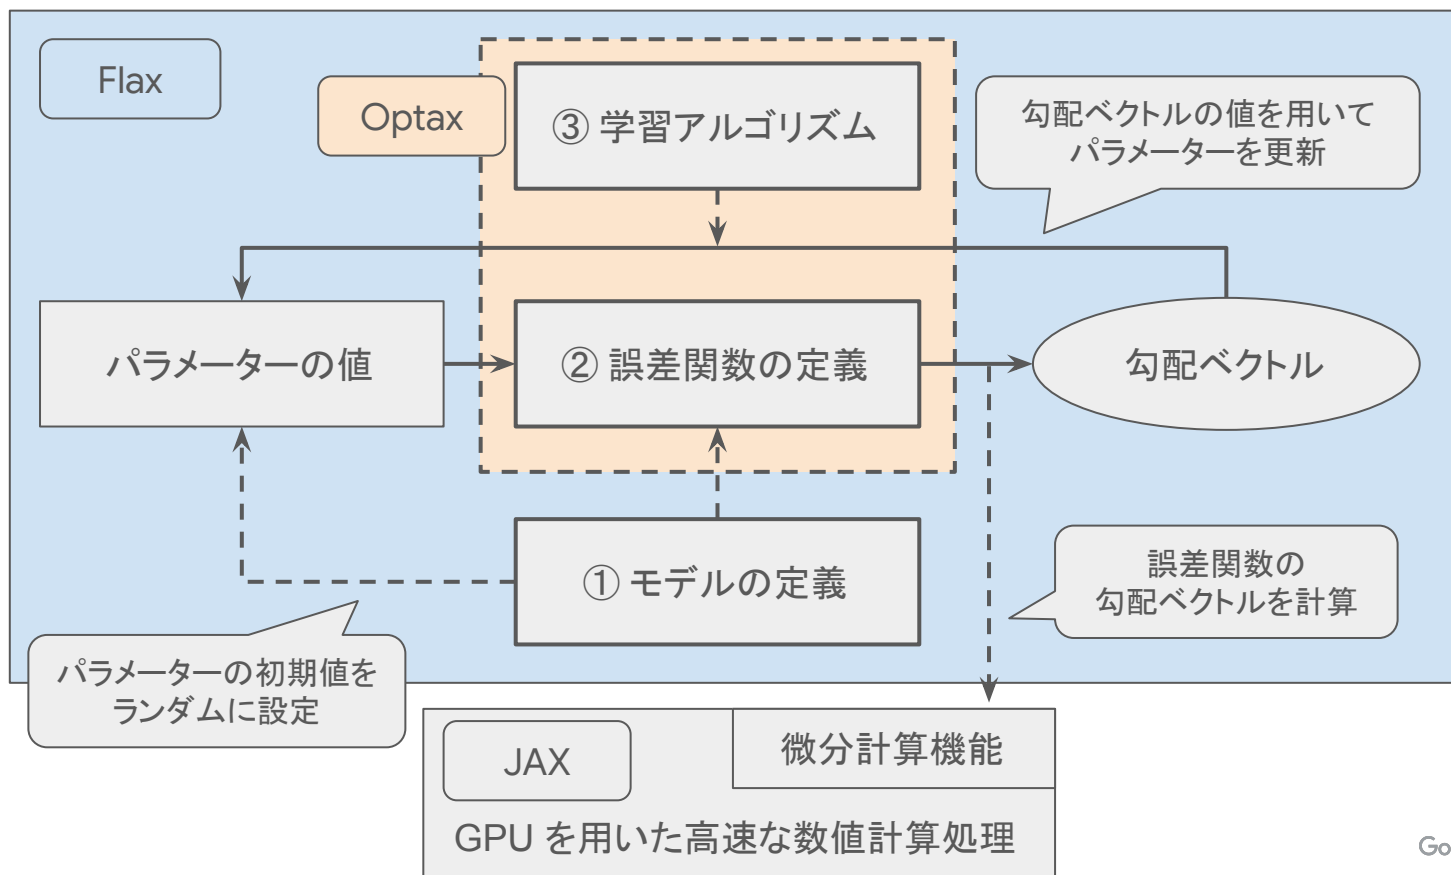 Flax
Optax
③ 学習アルゴリズム
勾配ベクトルの値を用いて
パラメーターを更新
パラメーターの値
② 誤差関数の定義
勾配ベクトル
① モデルの定義
誤差関数の
勾配ベクトルを計算
パラメーターの初期値を
ランダムに設定
JAX
微分計算機能
GPU を用いた高速な数値計算処理
Go